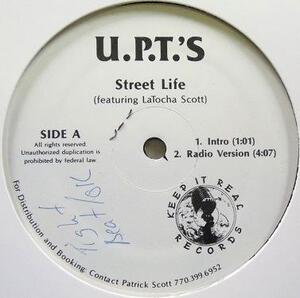 U.P.T.'S
Street Life
(featuring LaTocha Scott)
SIDE A
All rights reserved.
Unauthorized duplication is
prohibited by federal law.
1. Intro (1:01)
2. Radio Version (4:07)
KEEP IT REAL
RECORDS
For Distribution and Booking: Contact Patrick Scott 770.399.6952